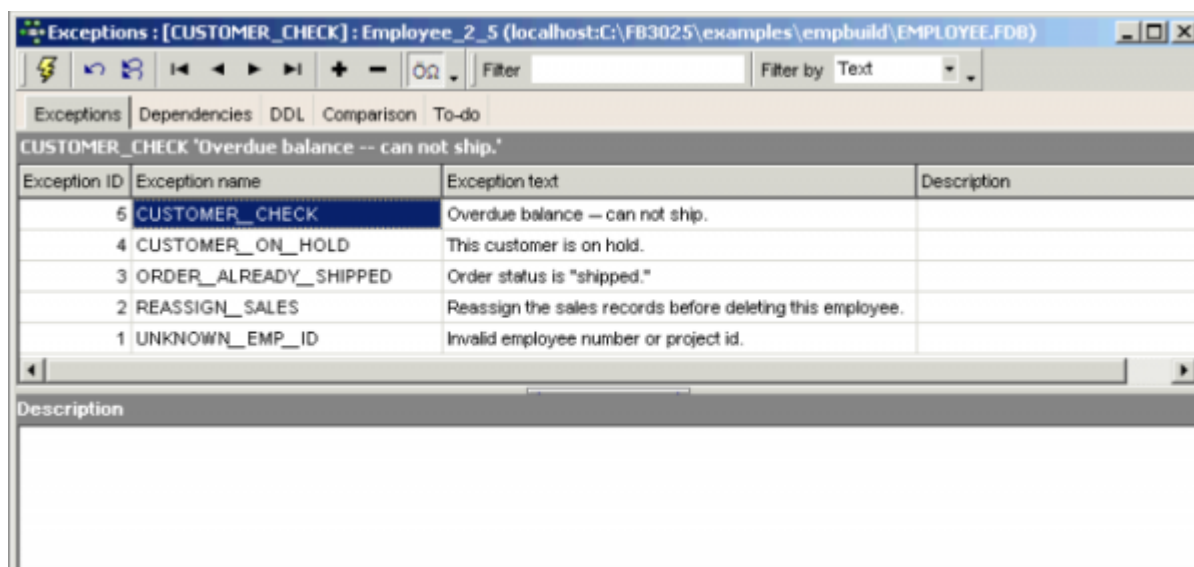 Exceptions : [CUSTOMER_CHECK] : Employee_2_5 (localhost:C:\FB3025\examples\empbuild\EMPLOYEE.FDB)
ÖΩ Filter Filter by Text
Exceptions Dependencies DDL Comparison To-do
CUSTOMER_CHECK 'Overdue balance -- can not ship.'
Exception ID Exception name Exception text Description
5 CUSTOMER_CHECK Overdue balance -- can not ship.
4 CUSTOMER_ON_HOLD This customer is on hold.
3 ORDER_ALREADY_SHIPPED Order status is "shipped."
2 REASSIGN_SALES Reassign the sales records before deleting this employee.
1 UNKNOWN_EMP_ID Invalid employee number or project id.
Description